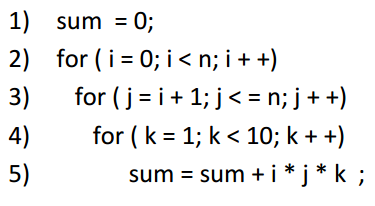 1) sum = 0;
2) for ( i = 0; i < n; i + +)
3) for ( j = i + 1; j < = n; j + +)
4) for ( k = 1; k < 10; k + +)
5) sum = sum + i * j * k ;